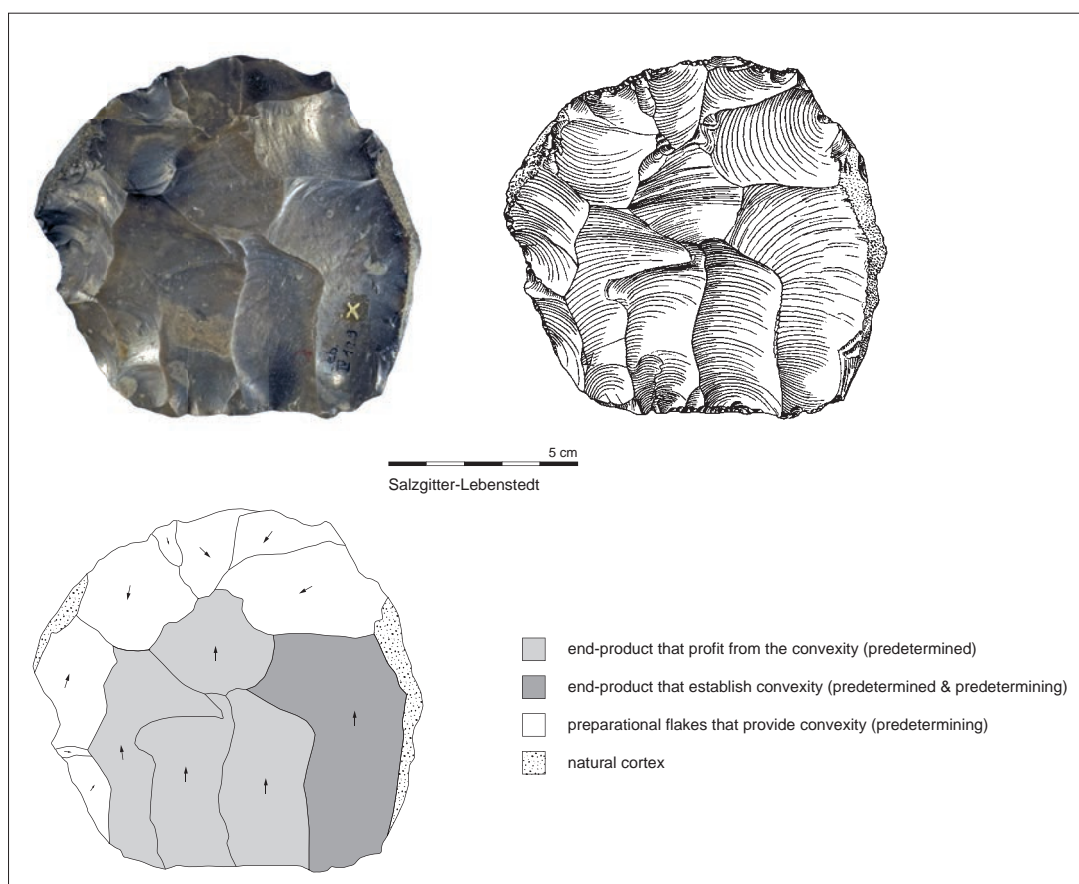 5 cm
Salzgitter-Lebenstedt
end-product that profit from the convexity (predetermined)
end-product that establish convexity (predetermined & predetermining)
preparational flakes that provide convexity (predetermining)
natural cortex